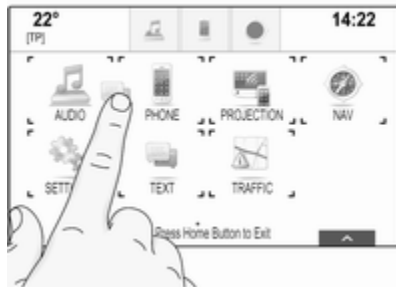 22°
14:22
[TP]
AUDIO
PHONE
PROJECTION
NAV
TEXT
TRAFFIC
Press Home Button to Exit